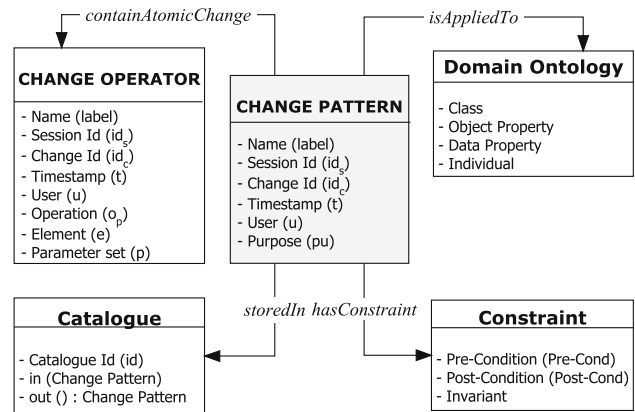 containAtomicChange
isAppliedTo
CHANGE OPERATOR
- Name (label)
- Session Id (ids)
- Change Id (idc)
- Timestamp (t)
- User (u)
- Operation (op)
- Element (e)
- Parameter set (p)
CHANGE PATTERN
- Name (label)
- Session Id (ids)
- Change Id (idc)
- Timestamp (t)
- User (u)
- Purpose (pu)
Domain Ontology
- Class
- Object Property
- Data Property
- Individual
storedIn
hasConstraint
Catalogue
- Catalogue Id (id)
- in (Change Pattern)
- out () : Change Pattern
Constraint
- Pre-Condition (Pre-Cond)
- Post-Condition (Post-Cond)
- Invariant